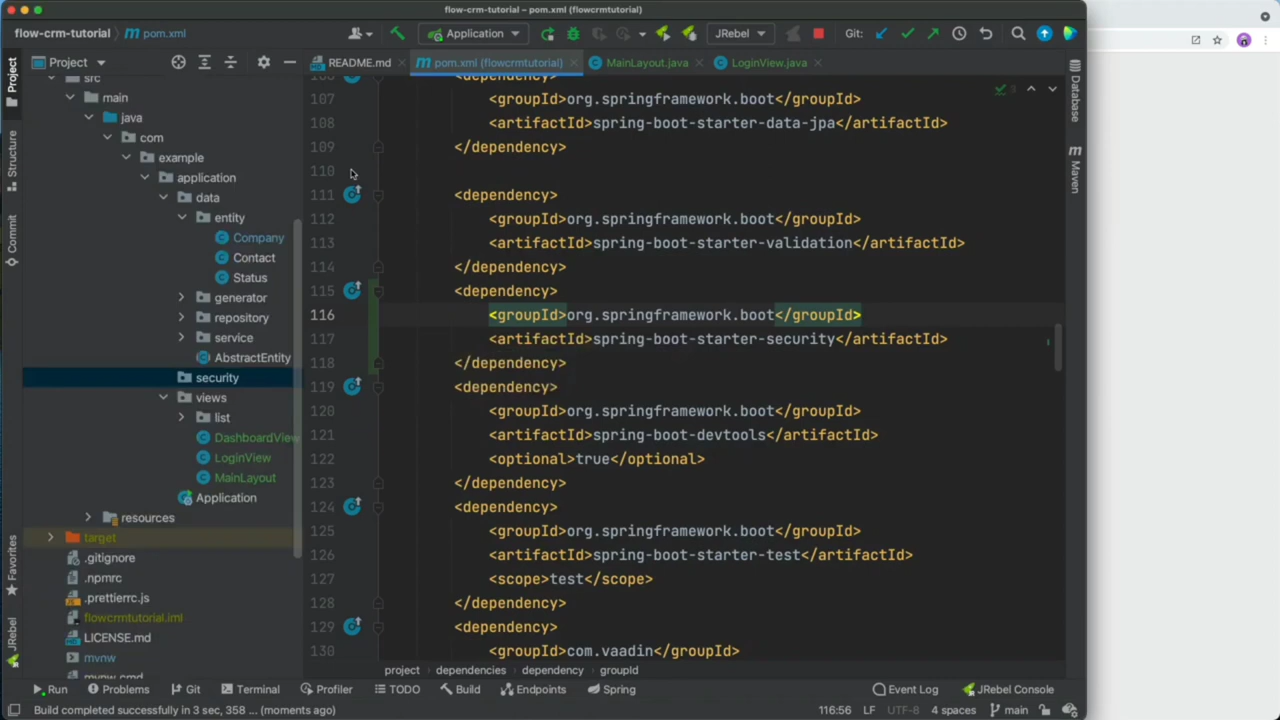 flow-crm-tutorial – pom.xml (flowcrmtutorial)
flow-crm-tutorial
pom.xml
Application
JRebel
Git:
Project
README.md
pom.xml (flowcrmtutorial)
MainLayout.java
LoginView.java
Project
Structure
Commit
Favorites
JRebel
src
main
java
com
example
application
data
entity
Company
Contact
Status
generator
repository
service
AbstractEntity
security
views
list
DashboardView
LoginView
MainLayout
Application
resources
target
.gitignore
.npmrc
.prettierrc.js
flowcrmtutorial.iml
LICENSE.md
mvnw
mvnw.cmd
106 <dependency>
107 <groupId>org.springframework.boot</groupId>
108 <artifactId>spring-boot-starter-data-jpa</artifactId>
109 </dependency>
110
111 <dependency>
112 <groupId>org.springframework.boot</groupId>
113 <artifactId>spring-boot-starter-validation</artifactId>
114 </dependency>
115 <dependency>
116 <groupId>org.springframework.boot</groupId>
117 <artifactId>spring-boot-starter-security</artifactId>
118 </dependency>
119 <dependency>
120 <groupId>org.springframework.boot</groupId>
121 <artifactId>spring-boot-devtools</artifactId>
122 <optional>true</optional>
123 </dependency>
124 <dependency>
125 <groupId>org.springframework.boot</groupId>
126 <artifactId>spring-boot-starter-test</artifactId>
127 <scope>test</scope>
128 </dependency>
129 <dependency>
130 <groupId>com.vaadin</groupId>
Database
Maven
project dependencies dependency groupId
Run Problems Git Terminal Profiler TODO Build Endpoints Spring Event Log JRebel Console
Build completed successfully in 3 sec, 358 ... (moments ago) 116:56 LF UTF-8 4 spaces main